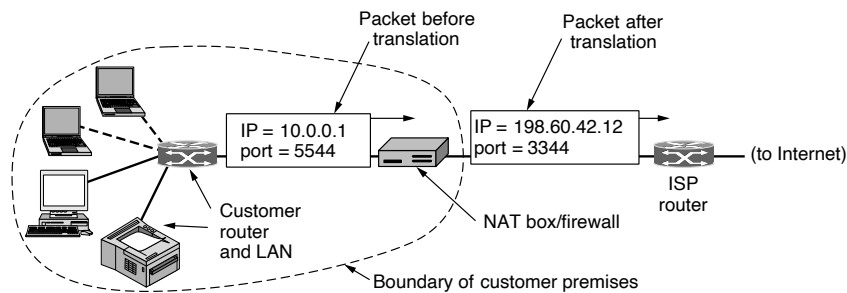 Packet before
translation
Packet after
translation
IP = 10.0.0.1
port = 5544
IP = 198.60.42.12
port = 3344
(to Internet)
ISP
router
Customer
router
and LAN
NAT box/firewall
Boundary of customer premises